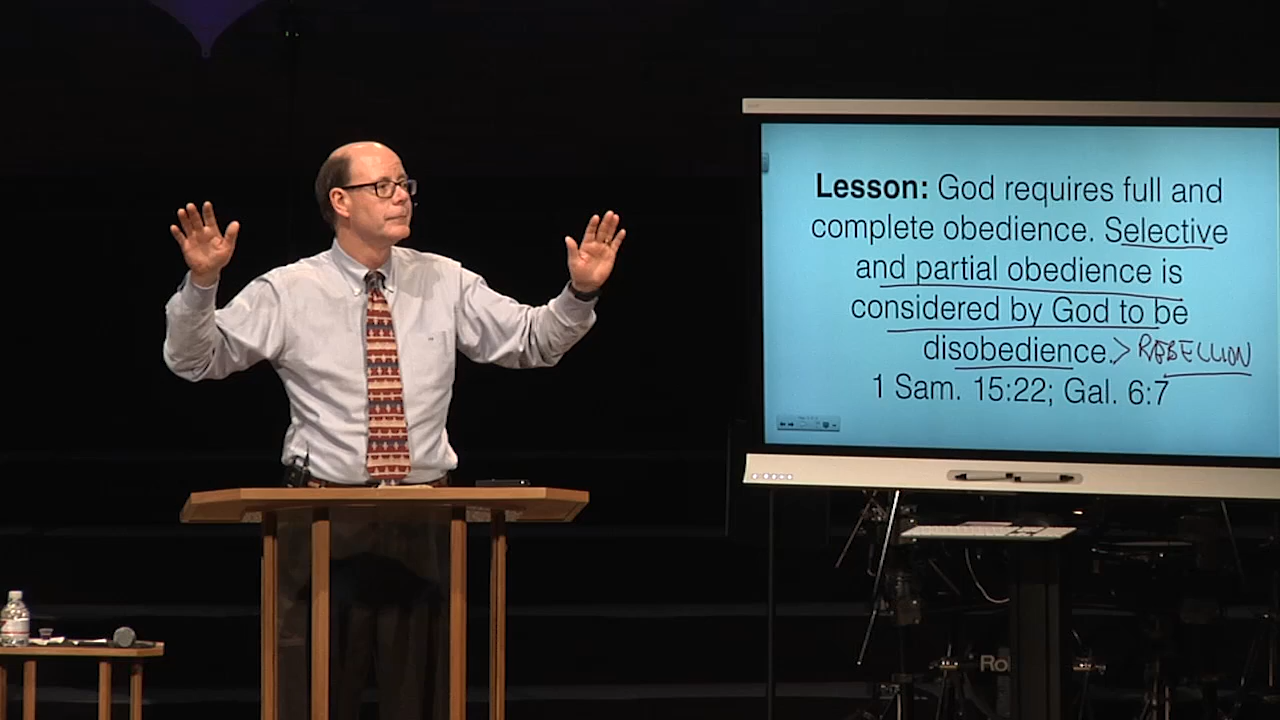 Lesson: God requires full and
complete obedience. Selective
and partial obedience is
considered by God to be
disobedience.> REBELLION
1 Sam. 15:22; Gal. 6:7
Ro